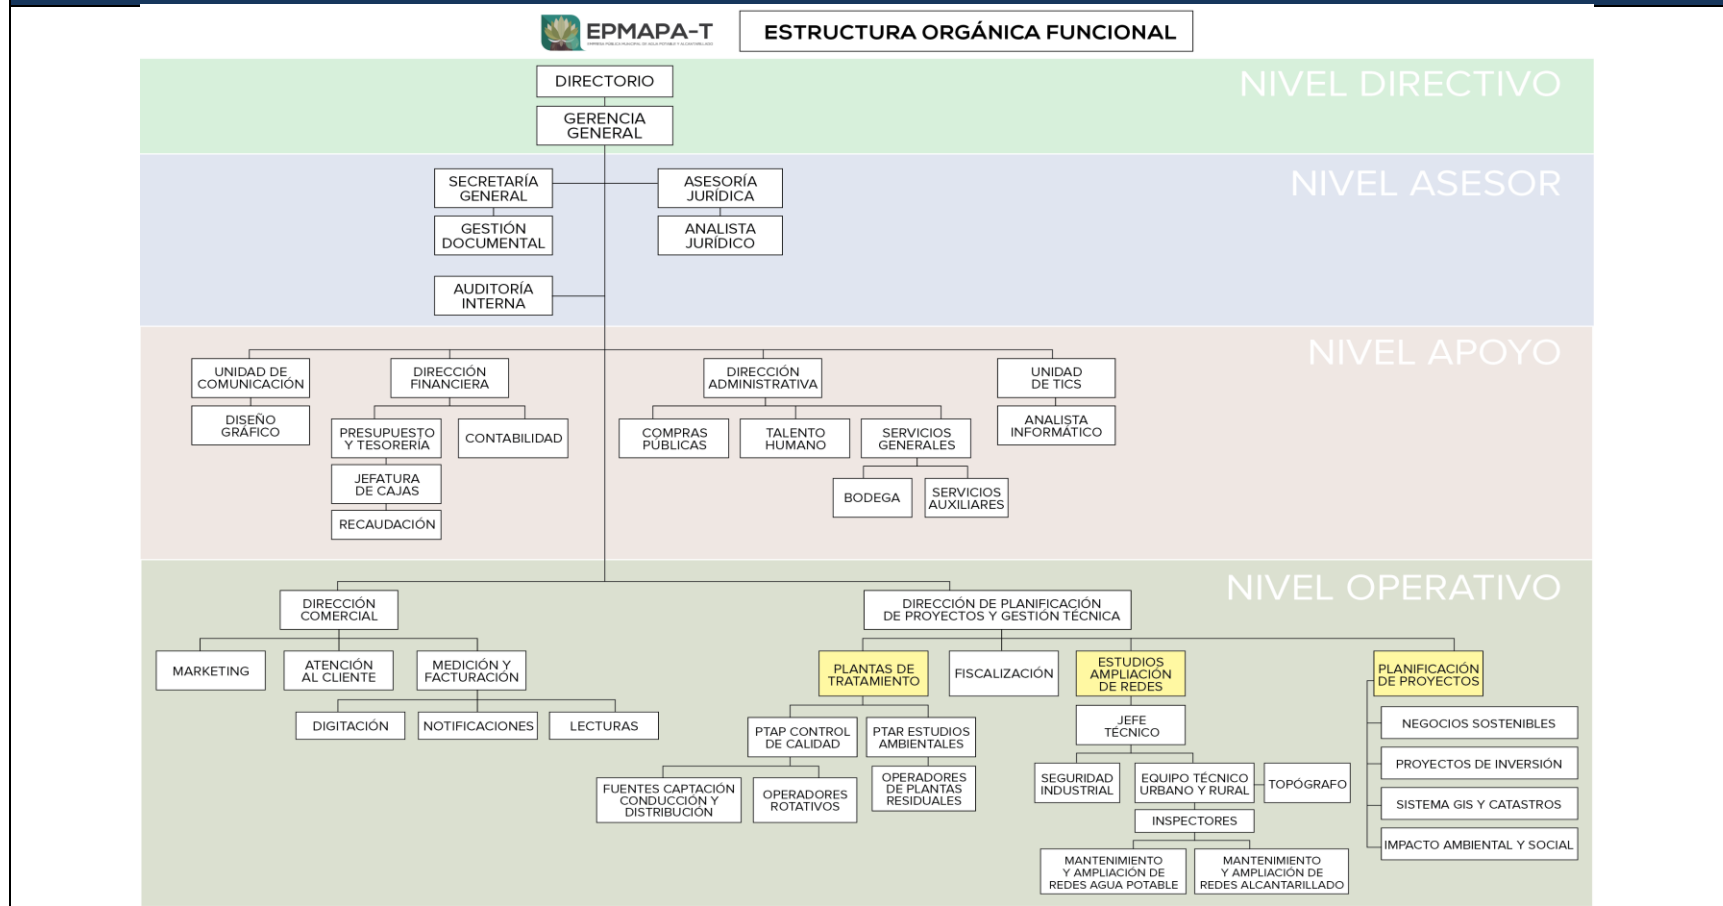 EPMAPA-T
EMPRESA PÚBLICA MUNICIPAL DE AGUA POTABLE Y ALCANTARILLADO
ESTRUCTURA ORGÁNICA FUNCIONAL
NIVEL DIRECTIVO
DIRECTORIO
GERENCIA
GENERAL
NIVEL ASESOR
SECRETARÍA
GENERAL
ASESORÍA
JURÍDICA
GESTIÓN
DOCUMENTAL
ANALISTA
JURÍDICO
AUDITORÍA
INTERNA
NIVEL APOYO
UNIDAD DE
COMUNICACIÓN
DIRECCIÓN
FINANCIERA
DIRECCIÓN
ADMINISTRATIVA
UNIDAD
DE TICS
DISEÑO
GRÁFICO
PRESUPUESTO
Y TESORERÍA
CONTABILIDAD
COMPRAS
PÚBLICAS
TALENTO
HUMANO
SERVICIOS
GENERALES
ANALISTA
INFORMÁTICO
JEFATURA
DE CAJAS
BODEGA
SERVICIOS
AUXILIARES
RECAUDACIÓN
NIVEL OPERATIVO
DIRECCIÓN
COMERCIAL
DIRECCIÓN DE PLANIFICACIÓN
DE PROYECTOS Y GESTIÓN TÉCNICA
MARKETING
ATENCIÓN
AL CLIENTE
MEDICIÓN Y
FACTURACIÓN
PLANTAS DE
TRATAMIENTO
FISCALIZACIÓN
ESTUDIOS
AMPLIACIÓN
DE REDES
PLANIFICACIÓN
DE PROYECTOS
DIGITACIÓN
NOTIFICACIONES
LECTURAS
PTAP CONTROL
DE CALIDAD
PTAR ESTUDIOS
AMBIENTALES
JEFE
TÉCNICO
NEGOCIOS SOSTENIBLES
PROYECTOS DE INVERSIÓN
FUENTES CAPTACIÓN
CONDUCCIÓN Y
DISTRIBUCIÓN
OPERADORES
ROTATIVOS
OPERADORES
DE PLANTAS
RESIDUALES
SEGURIDAD
INDUSTRIAL
EQUIPO TÉCNICO
URBANO Y RURAL
TOPÓGRAFO
SISTEMA GIS Y CATASTROS
INSPECTORES
IMPACTO AMBIENTAL Y SOCIAL
MANTENIMIENTO
Y AMPLIACIÓN DE
REDES AGUA POTABLE
MANTENIMIENTO
Y AMPLIACIÓN DE
REDES ALCANTARILLADO